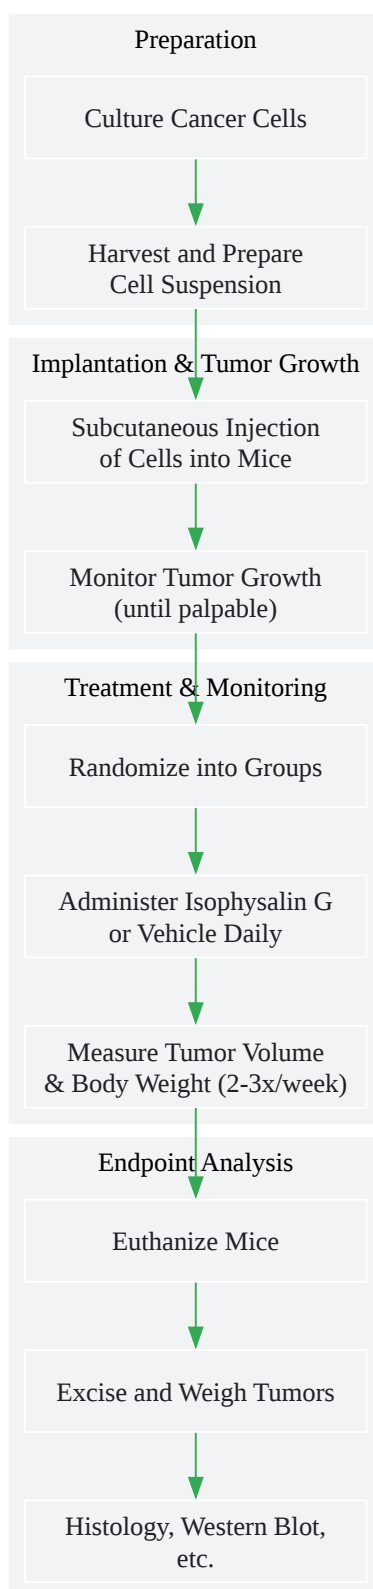 Preparation
Culture Cancer Cells
Harvest and Prepare
Cell Suspension
Implantation & Tumor Growth
Subcutaneous Injection
of Cells into Mice
Monitor Tumor Growth
(until palpable)
Treatment & Monitoring
Randomize into Groups
Administer Isophysalin G
or Vehicle Daily
Measure Tumor Volume
& Body Weight (2-3x/week)
Endpoint Analysis
Euthanize Mice
Excise and Weigh Tumors
Histology, Western Blot,
etc.